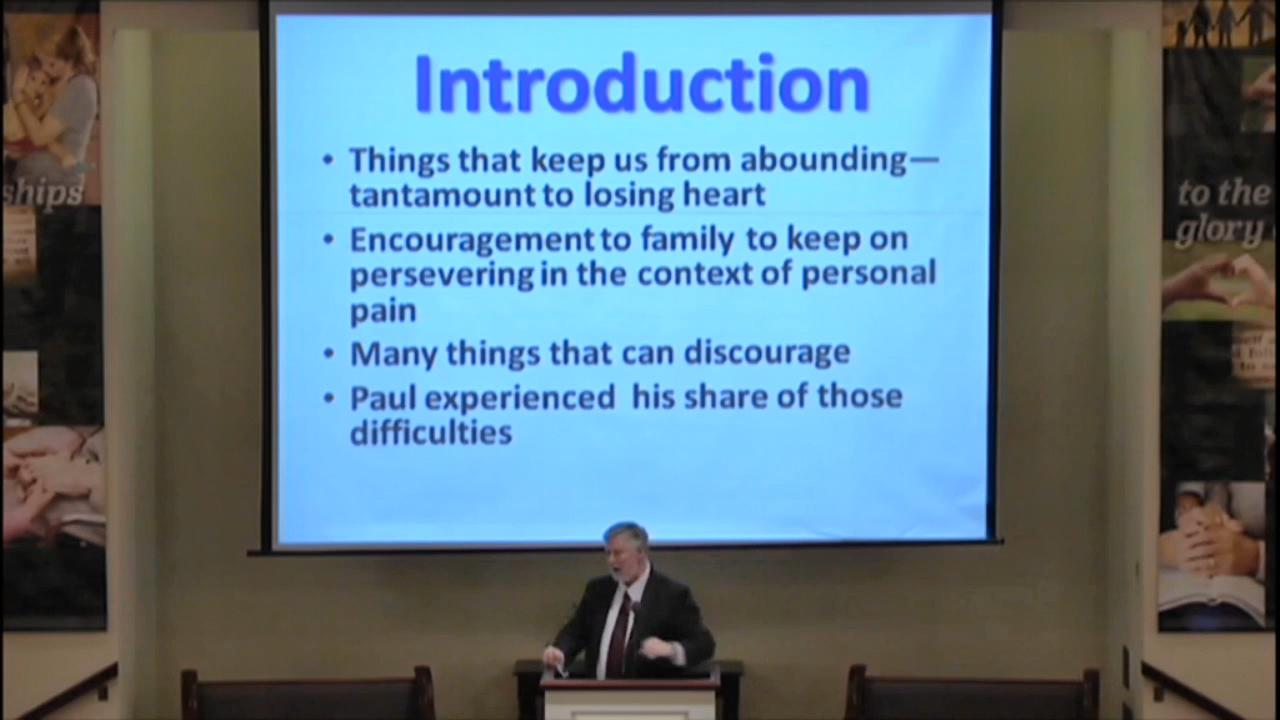 Introduction
• Things that keep us from abounding—
tantamount to losing heart
• Encouragement to family to keep on
persevering in the context of personal
pain
• Many things that can discourage
• Paul experienced his share of those
difficulties
ships
to the
glory